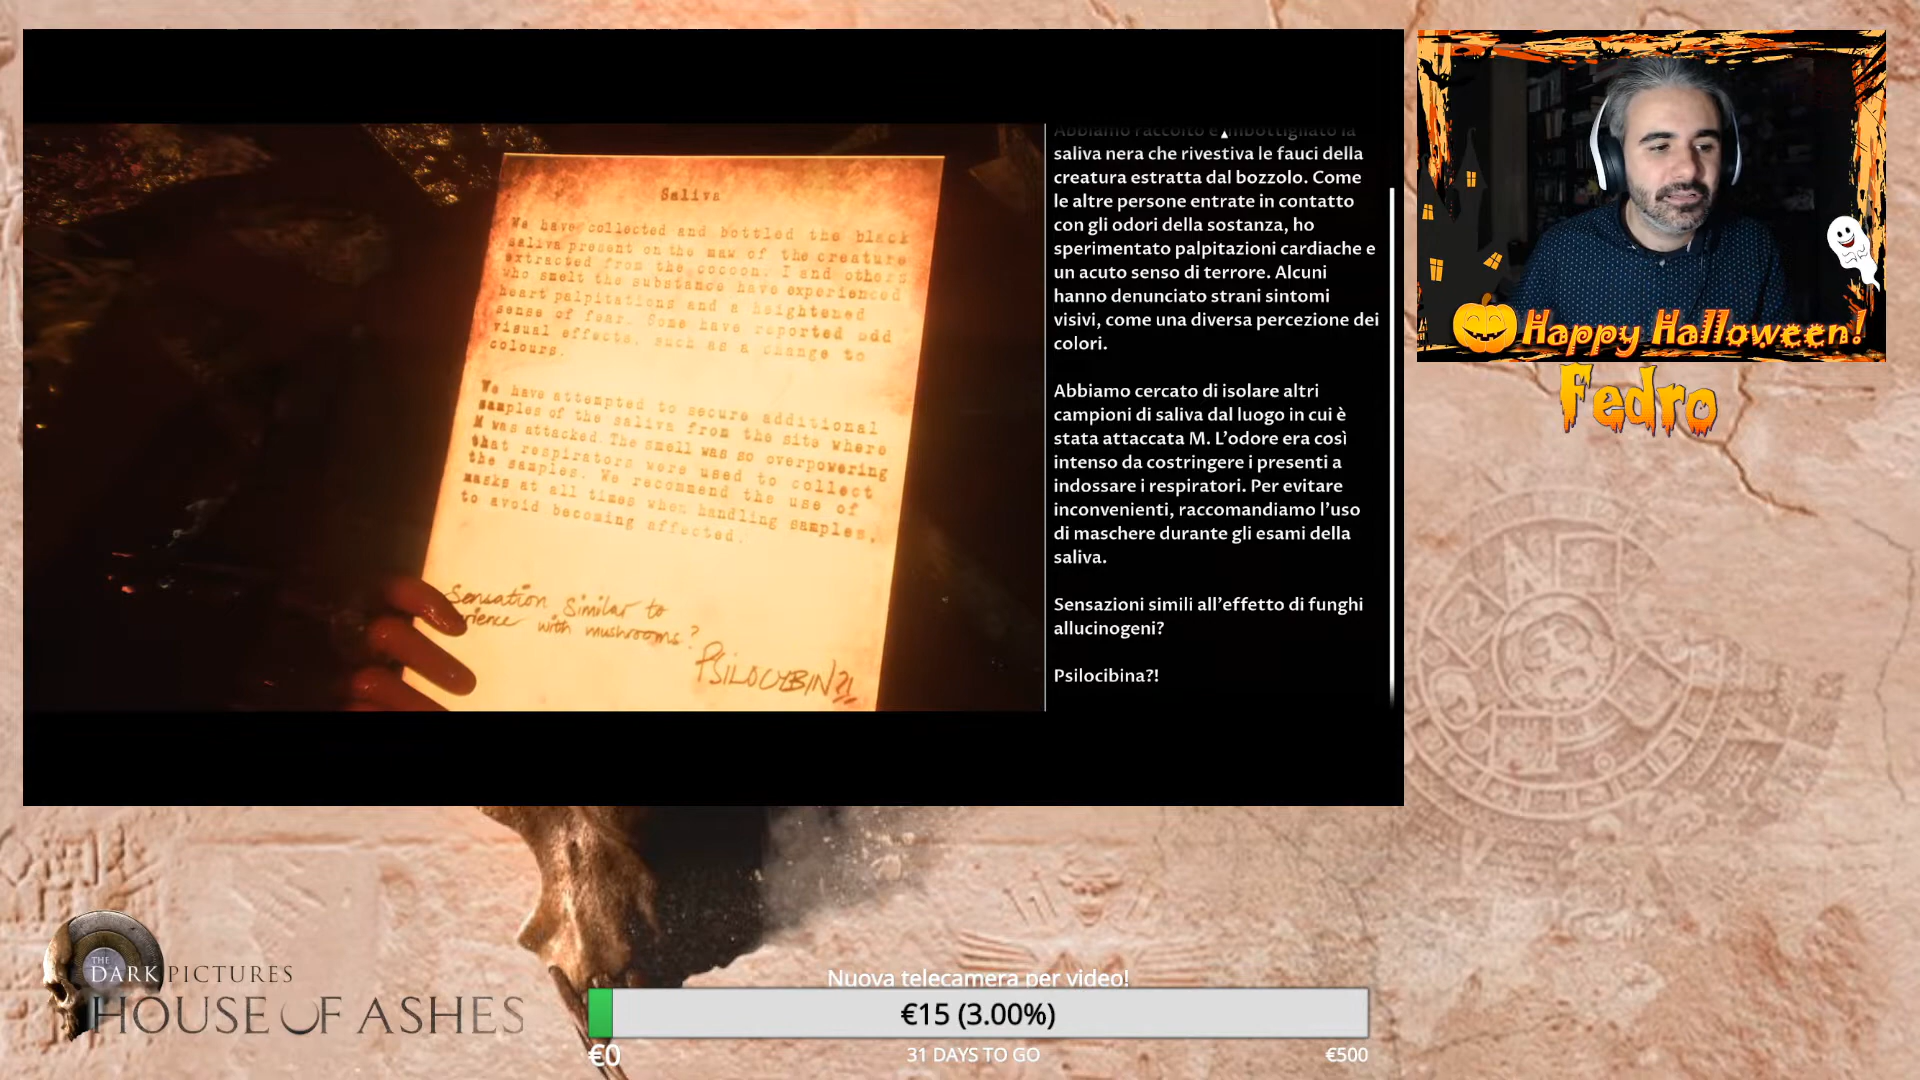 Saliva
We have collected and bottled the black
saliva present on the maw of the creature
extracted from the cocoon. I and others
who smelt the substance have experienced
heart palpitations and a heightened
sense of fear. Some have reported odd
visual effects, such as a change to
colours.
We have attempted to secure additional
samples of the saliva from the site where
M was attacked. The smell was so overpowering
that respirators were used to collect
the samples. We recommend the use of
masks at all times when handling samples,
to avoid becoming affected.
Sensation Similar to
rience with mushrooms?
PSILOCYBIN?!
Abbiamo raccolto e imbottigliato la
saliva nera che rivestiva le fauci della
creatura estratta dal bozzolo. Come
le altre persone entrate in contatto
con gli odori della sostanza, ho
sperimentato palpitazioni cardiache e
un acuto senso di terrore. Alcuni
hanno denunciato strani sintomi
visivi, come una diversa percezione dei
colori.
Abbiamo cercato di isolare altri
campioni di saliva dal luogo in cui è
stata attaccata M. L'odore era così
intenso da costringere i presenti a
indossare i respiratori. Per evitare
inconvenienti, raccomandiamo l'uso
di maschere durante gli esami della
saliva.
Sensazioni simili all'effetto di funghi
allucinogeni?
Psilocibina?!
Happy Halloween!
Fedro
THE
DARK PICTURES
HOUSE OF ASHES
Nuova telecamera per video!
€15 (3.00%)
€0 31 DAYS TO GO €500